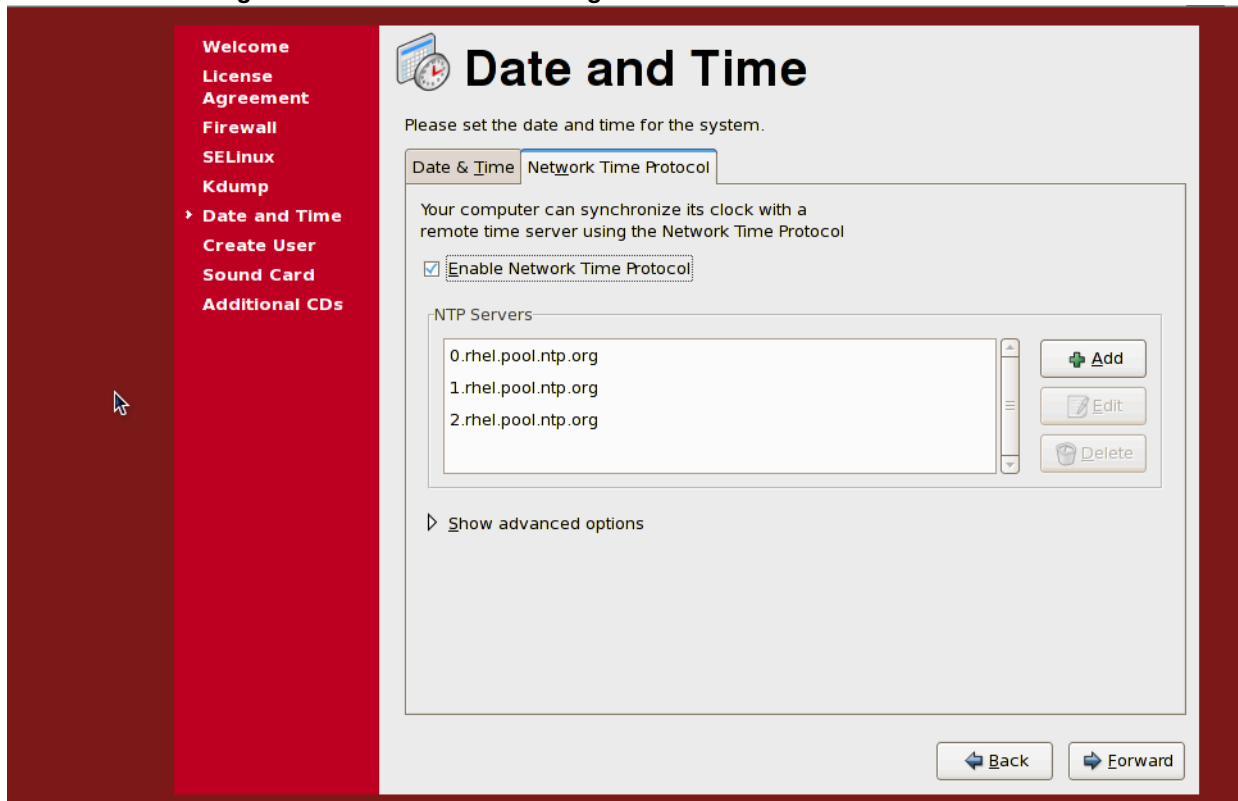 Welcome
License
Agreement
Firewall
SELinux
Kdump
Date and Time
Create User
Sound Card
Additional CDs
Date and Time
Please set the date and time for the system.
Date & Time
Network Time Protocol
Your computer can synchronize its clock with a
remote time server using the Network Time Protocol
Enable Network Time Protocol
NTP Servers
0.rhel.pool.ntp.org
1.rhel.pool.ntp.org
2.rhel.pool.ntp.org
Add
Edit
Delete
Show advanced options
Back
Forward